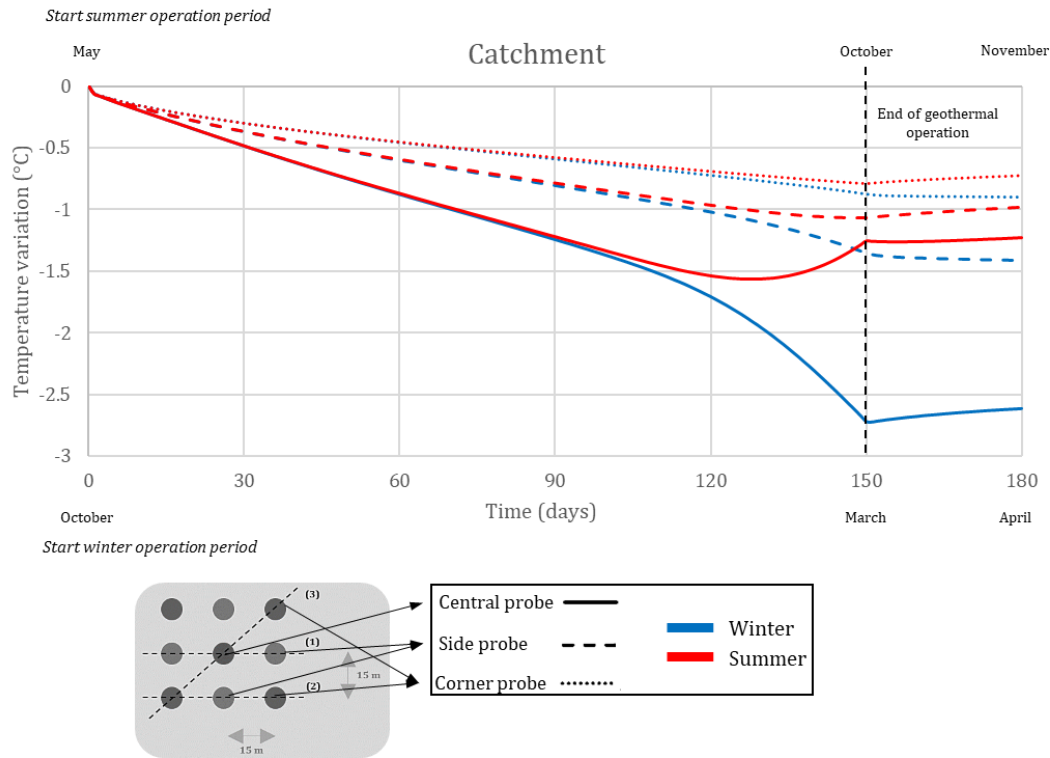 Start summer operation period
May
Catchment
October
November
0
-0.5
-1
-1.5
-2
-2.5
-3
Temperature variation (°C)
End of geothermal
operation
0
30
60
90
120
150
180
Time (days)
October
March
April
Start winter operation period
(3)
(1)
(2)
15 m
15 m
Central probe
Side probe
Corner probe
Winter
Summer